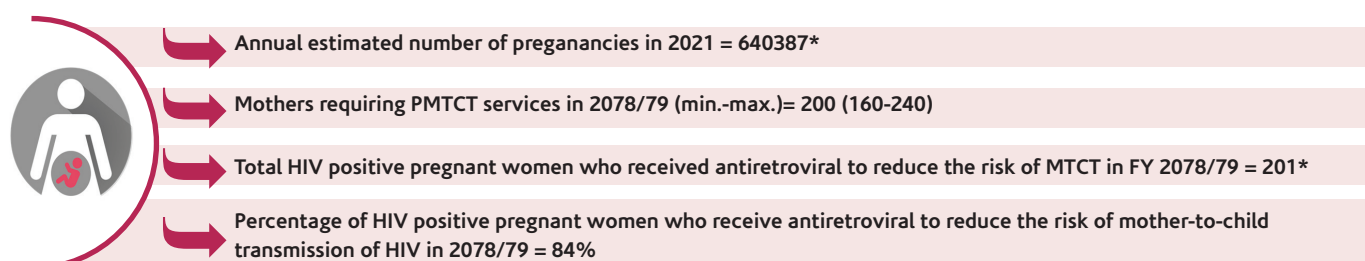 Annual estimated number of preganancies in 2021 = 640387*
Mothers requiring PMTCT services in 2078/79 (min.-max.)= 200 (160-240)
Total HIV positive pregnant women who received antiretroviral to reduce the risk of MTCT in FY 2078/79 = 201*
Percentage of HIV positive pregnant women who receive antiretroviral to reduce the risk of mother-to-child
transmission of HIV in 2078/79 = 84%